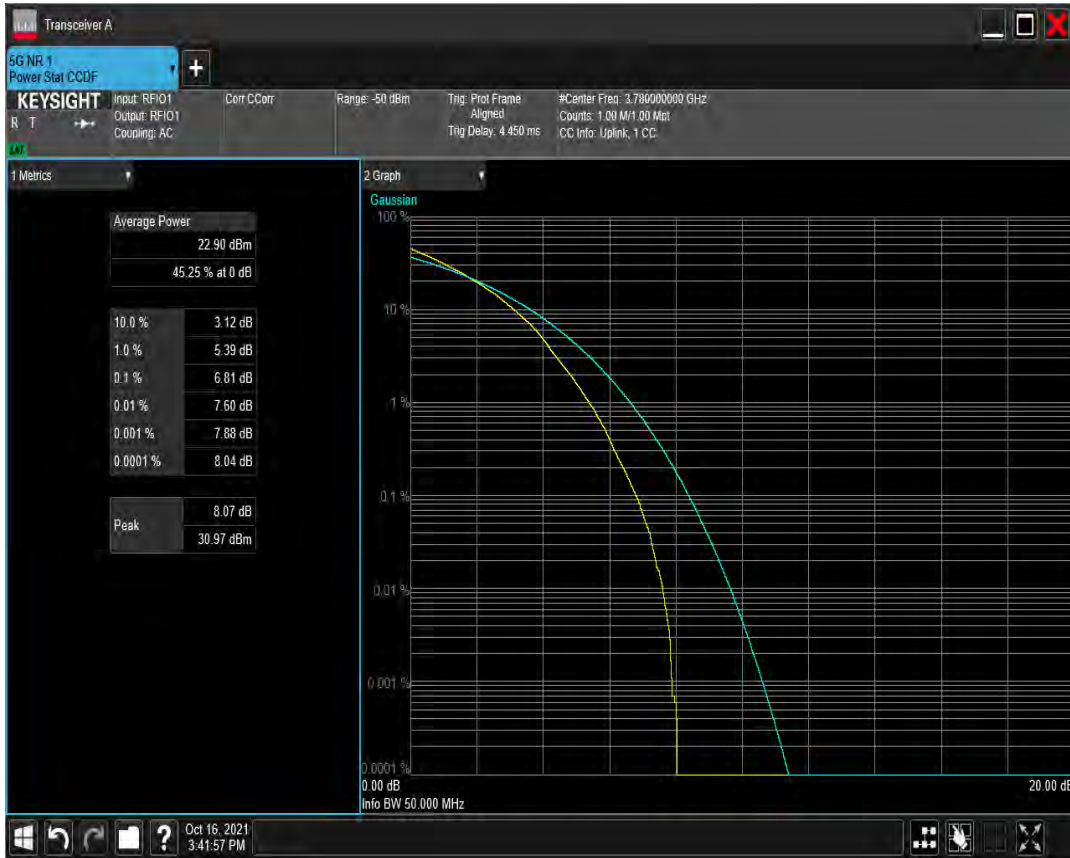 Transceiver A
5G NR 1
Power Stat CCDF
+
KEYSIGHT
R T
LXI
Input: RFIO1
Output: RFIO1
Coupling: AC
Corr CCorr
Range: -50 dBm
Trig: Prot Frame
Aligned
Trig Delay: 4.450 ms
#Center Freq: 3.780000000 GHz
Counts: 1.00 M/1.00 Mpt
CC Info: Uplink, 1 CC
1 Metrics
Average Power
22.90 dBm
45.25 % at 0 dB
10.0 % 3.12 dB
1.0 % 5.39 dB
0.1 % 6.81 dB
0.01 % 7.60 dB
0.001 % 7.88 dB
0.0001 % 8.04 dB
Peak
8.07 dB
30.97 dBm
2 Graph
Gaussian
100 %
10 %
1 %
0.1 %
0.01 %
0.001 %
0.0001 %
0.00 dB
20.00 dB
Info BW 50.000 MHz
?
Oct 16, 2021
3:41:57 PM